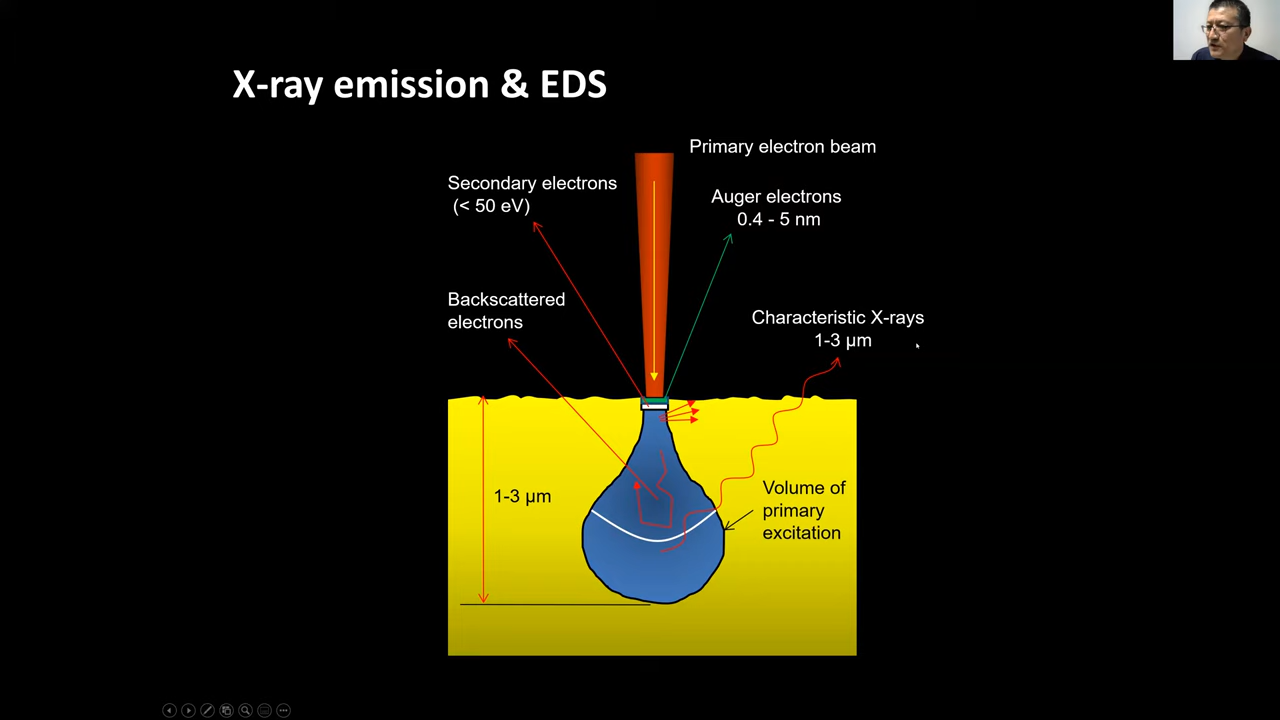 X-ray emission & EDS
Primary electron beam
Secondary electrons
(< 50 eV)
Auger electrons
0.4 - 5 nm
Backscattered
electrons
Characteristic X-rays
1-3 µm
1-3 µm
Volume of
primary
excitation